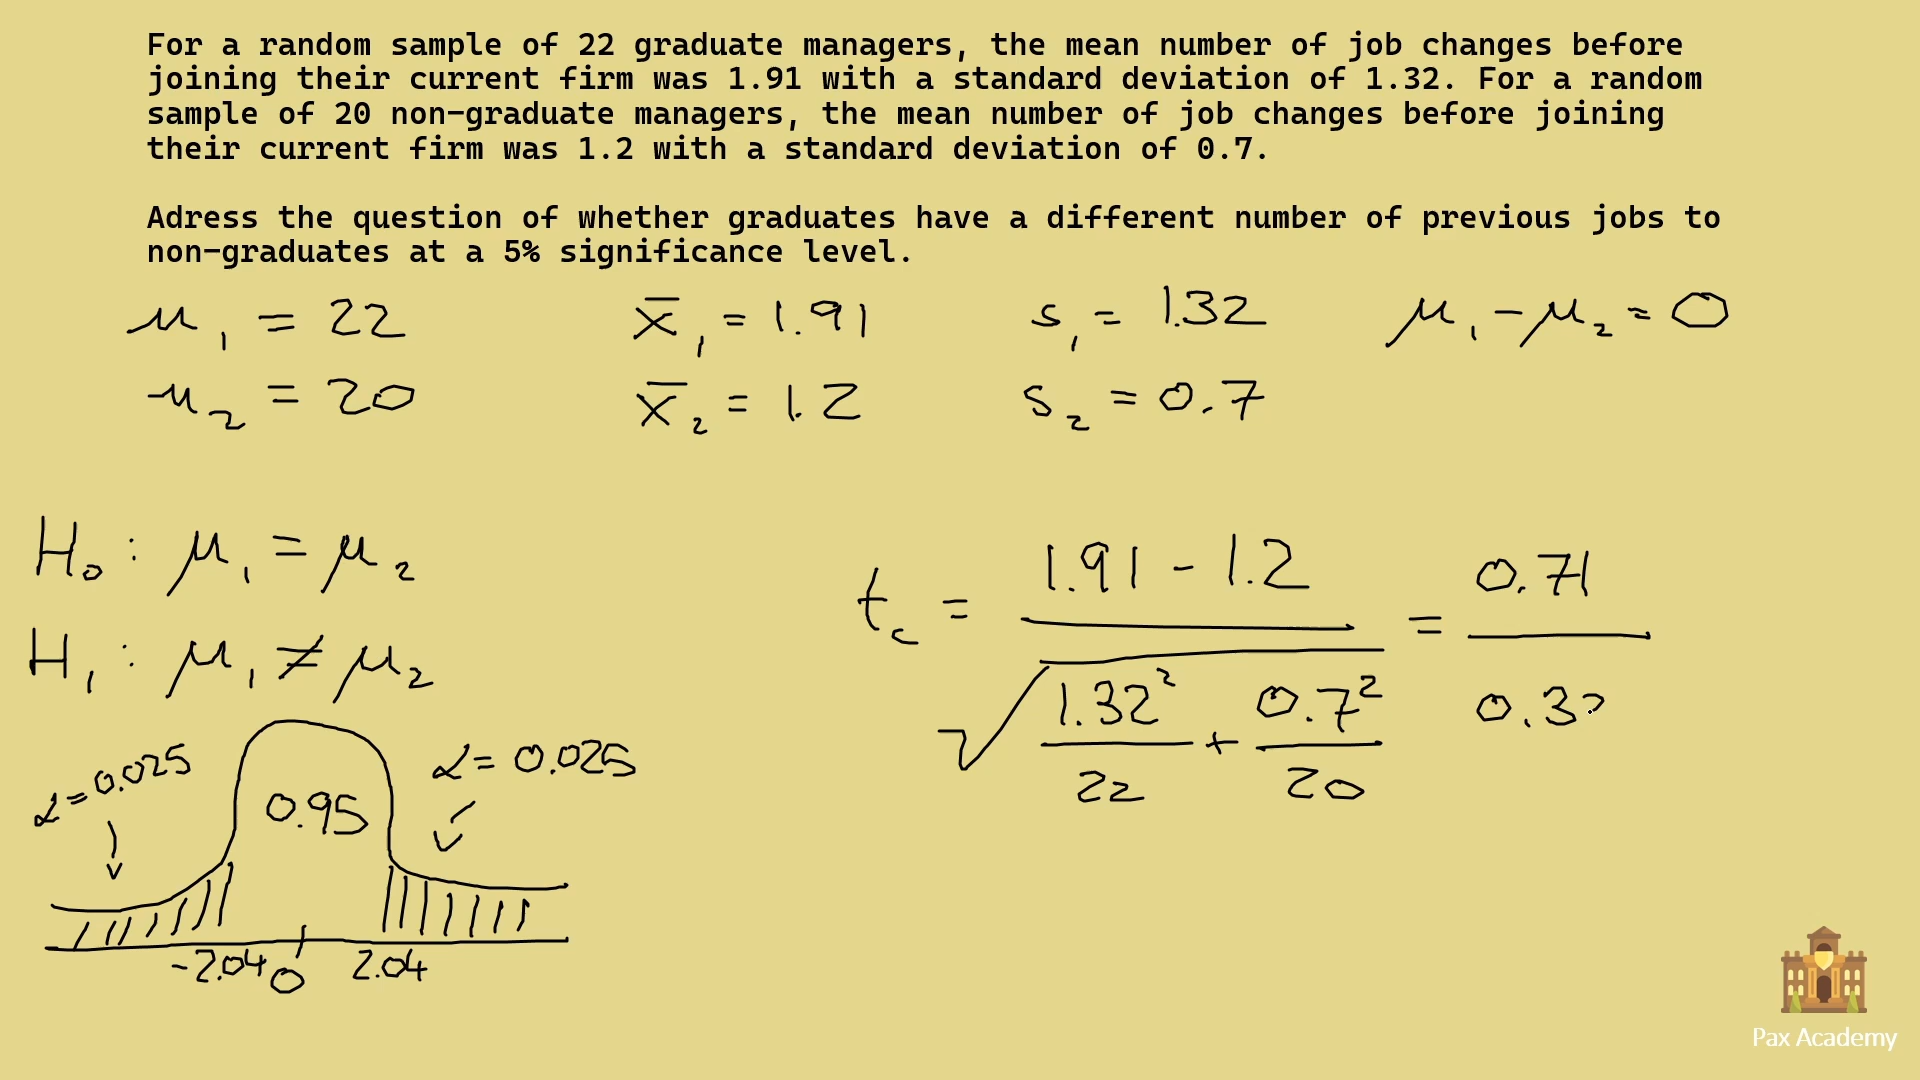 For a random sample of 22 graduate managers, the mean number of job changes before
joining their current firm was 1.91 with a standard deviation of 1.32. For a random
sample of 20 non-graduate managers, the mean number of job changes before joining
their current firm was 1.2 with a standard deviation of 0.7.
Adress the question of whether graduates have a different number of previous jobs to
non-graduates at a 5% significance level.
μ₁ = 22
x̄₁ = 1.91
s₁ = 1.32
μ₁ - μ₂ = 0
μ₂ = 20
x̄₂ = 1.2
s₂ = 0.7
H₀ : μ₁ = μ₂
H₁ : μ₁ ≠ μ₂
α = 0.025
0.95
α = 0.025
-2.04
0
2.04
t_c =
1.91 - 1.2
√ 1.32²/22 + 0.7²/20
=
0.71
0.3
Pax Academy